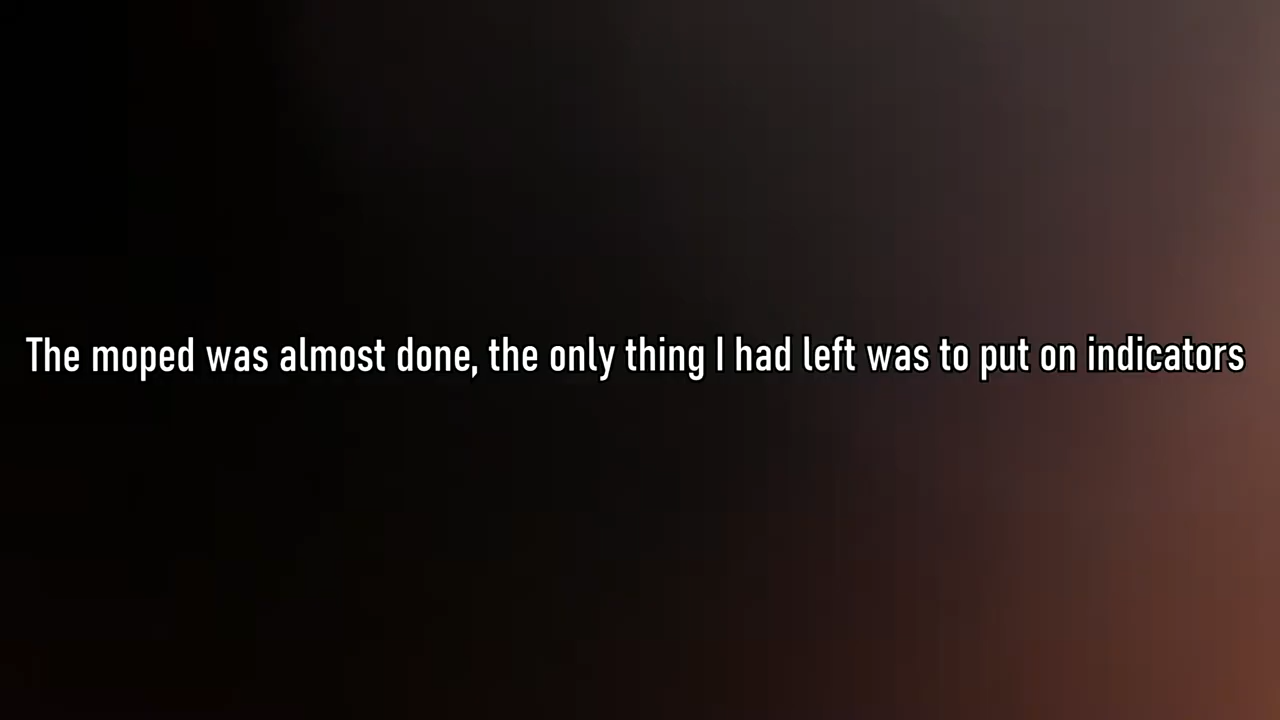 The moped was almost done, the only thing I had left was to put on indicators